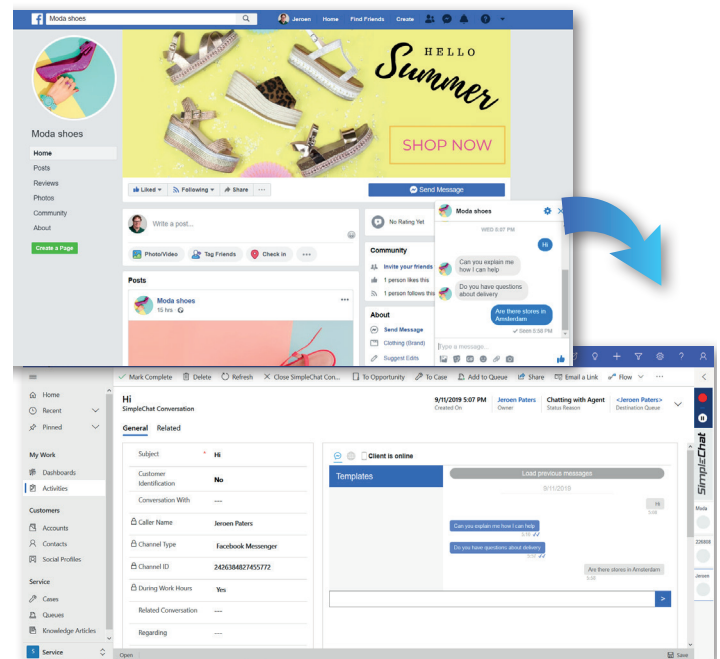 Moda shoes
Jeroen Home Find Friends Create
HELLO
Summer
SHOP NOW
Moda shoes
Home
Posts
Reviews
Photos
Community
About
Create a Page
Liked Following Share ...
Send Message
Write a post...
Photo/Video Tag Friends Check in ...
Posts
Moda shoes
15 hrs
No Rating Yet
Community
Invite your friends
1 person likes this
1 person follows this
About
Send Message
Clothing (Brand)
Suggest Edits
Moda shoes
WED 5:07 PM
Hi
Can you explain me
how I can help
Do you have questions
about delivery
Are there stores in
Amsterdam
Seen 5:58 PM
Type a message...
Mark Complete Delete Refresh Close SimpleChat Con... To Opportunity To Case Add to Queue Share Email a Link Flow ...
Home
Recent
Pinned
My Work
Dashboards
Activities
Customers
Accounts
Contacts
Social Profiles
Service
Cases
Queues
Knowledge Articles
S Service
Hi
SimpleChat Conversation
9/11/2019 5:07 PM
Created On
Jeroen Paters
Owner
Chatting with Agent
Status Reason
<Jeroen Paters>
Destination Queue
General Related
Subject * Hi
Customer
Identification
No
Conversation With ---
Caller Name Jeroen Paters
Channel Type Facebook Messenger
Channel ID 2426384827455772
During Work Hours Yes
Related Conversation ---
Regarding ---
Client is online
Templates
Load previous messages
9/11/2019
Hi
Can you explain me how I can help
Do you have questions about delivery
Are there stores in Amsterdam
>
SimpleChat
Moda
Jeroen
Open
Save